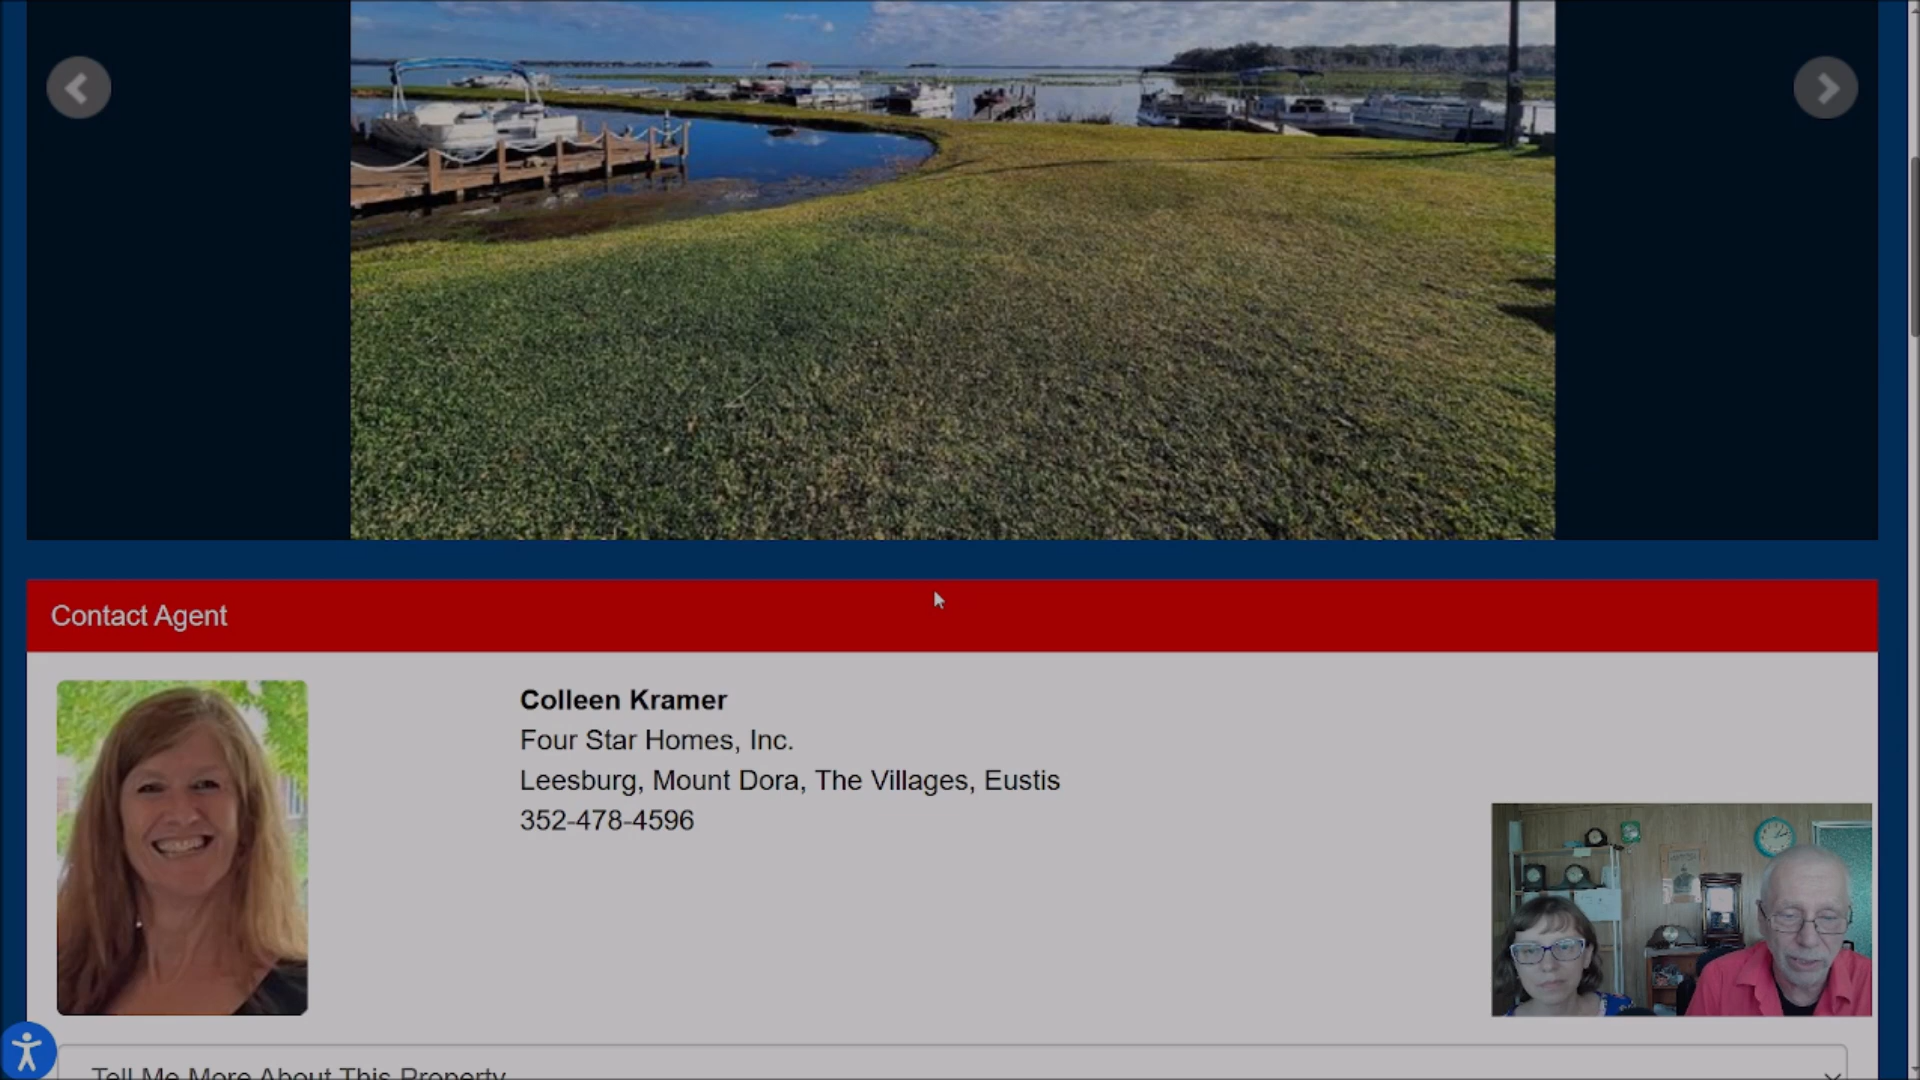 Contact Agent
Colleen Kramer
Four Star Homes, Inc.
Leesburg, Mount Dora, The Villages, Eustis
352-478-4596
Tell Me More About This Property